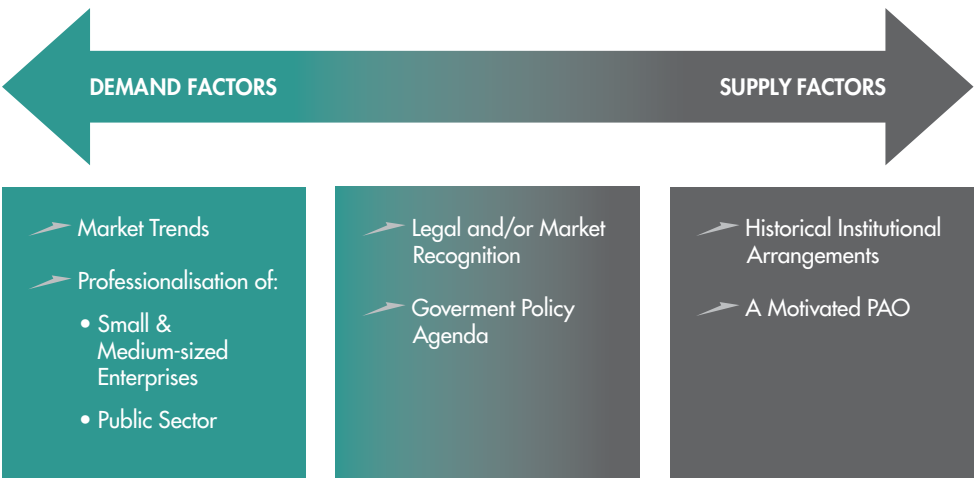 DEMAND FACTORS
SUPPLY FACTORS
Market Trends
Professionalisation of:
• Small &
Medium-sized
Enterprises
• Public Sector
Legal and/or Market
Recognition
Goverment Policy
Agenda
Historical Institutional
Arrangements
A Motivated PAO